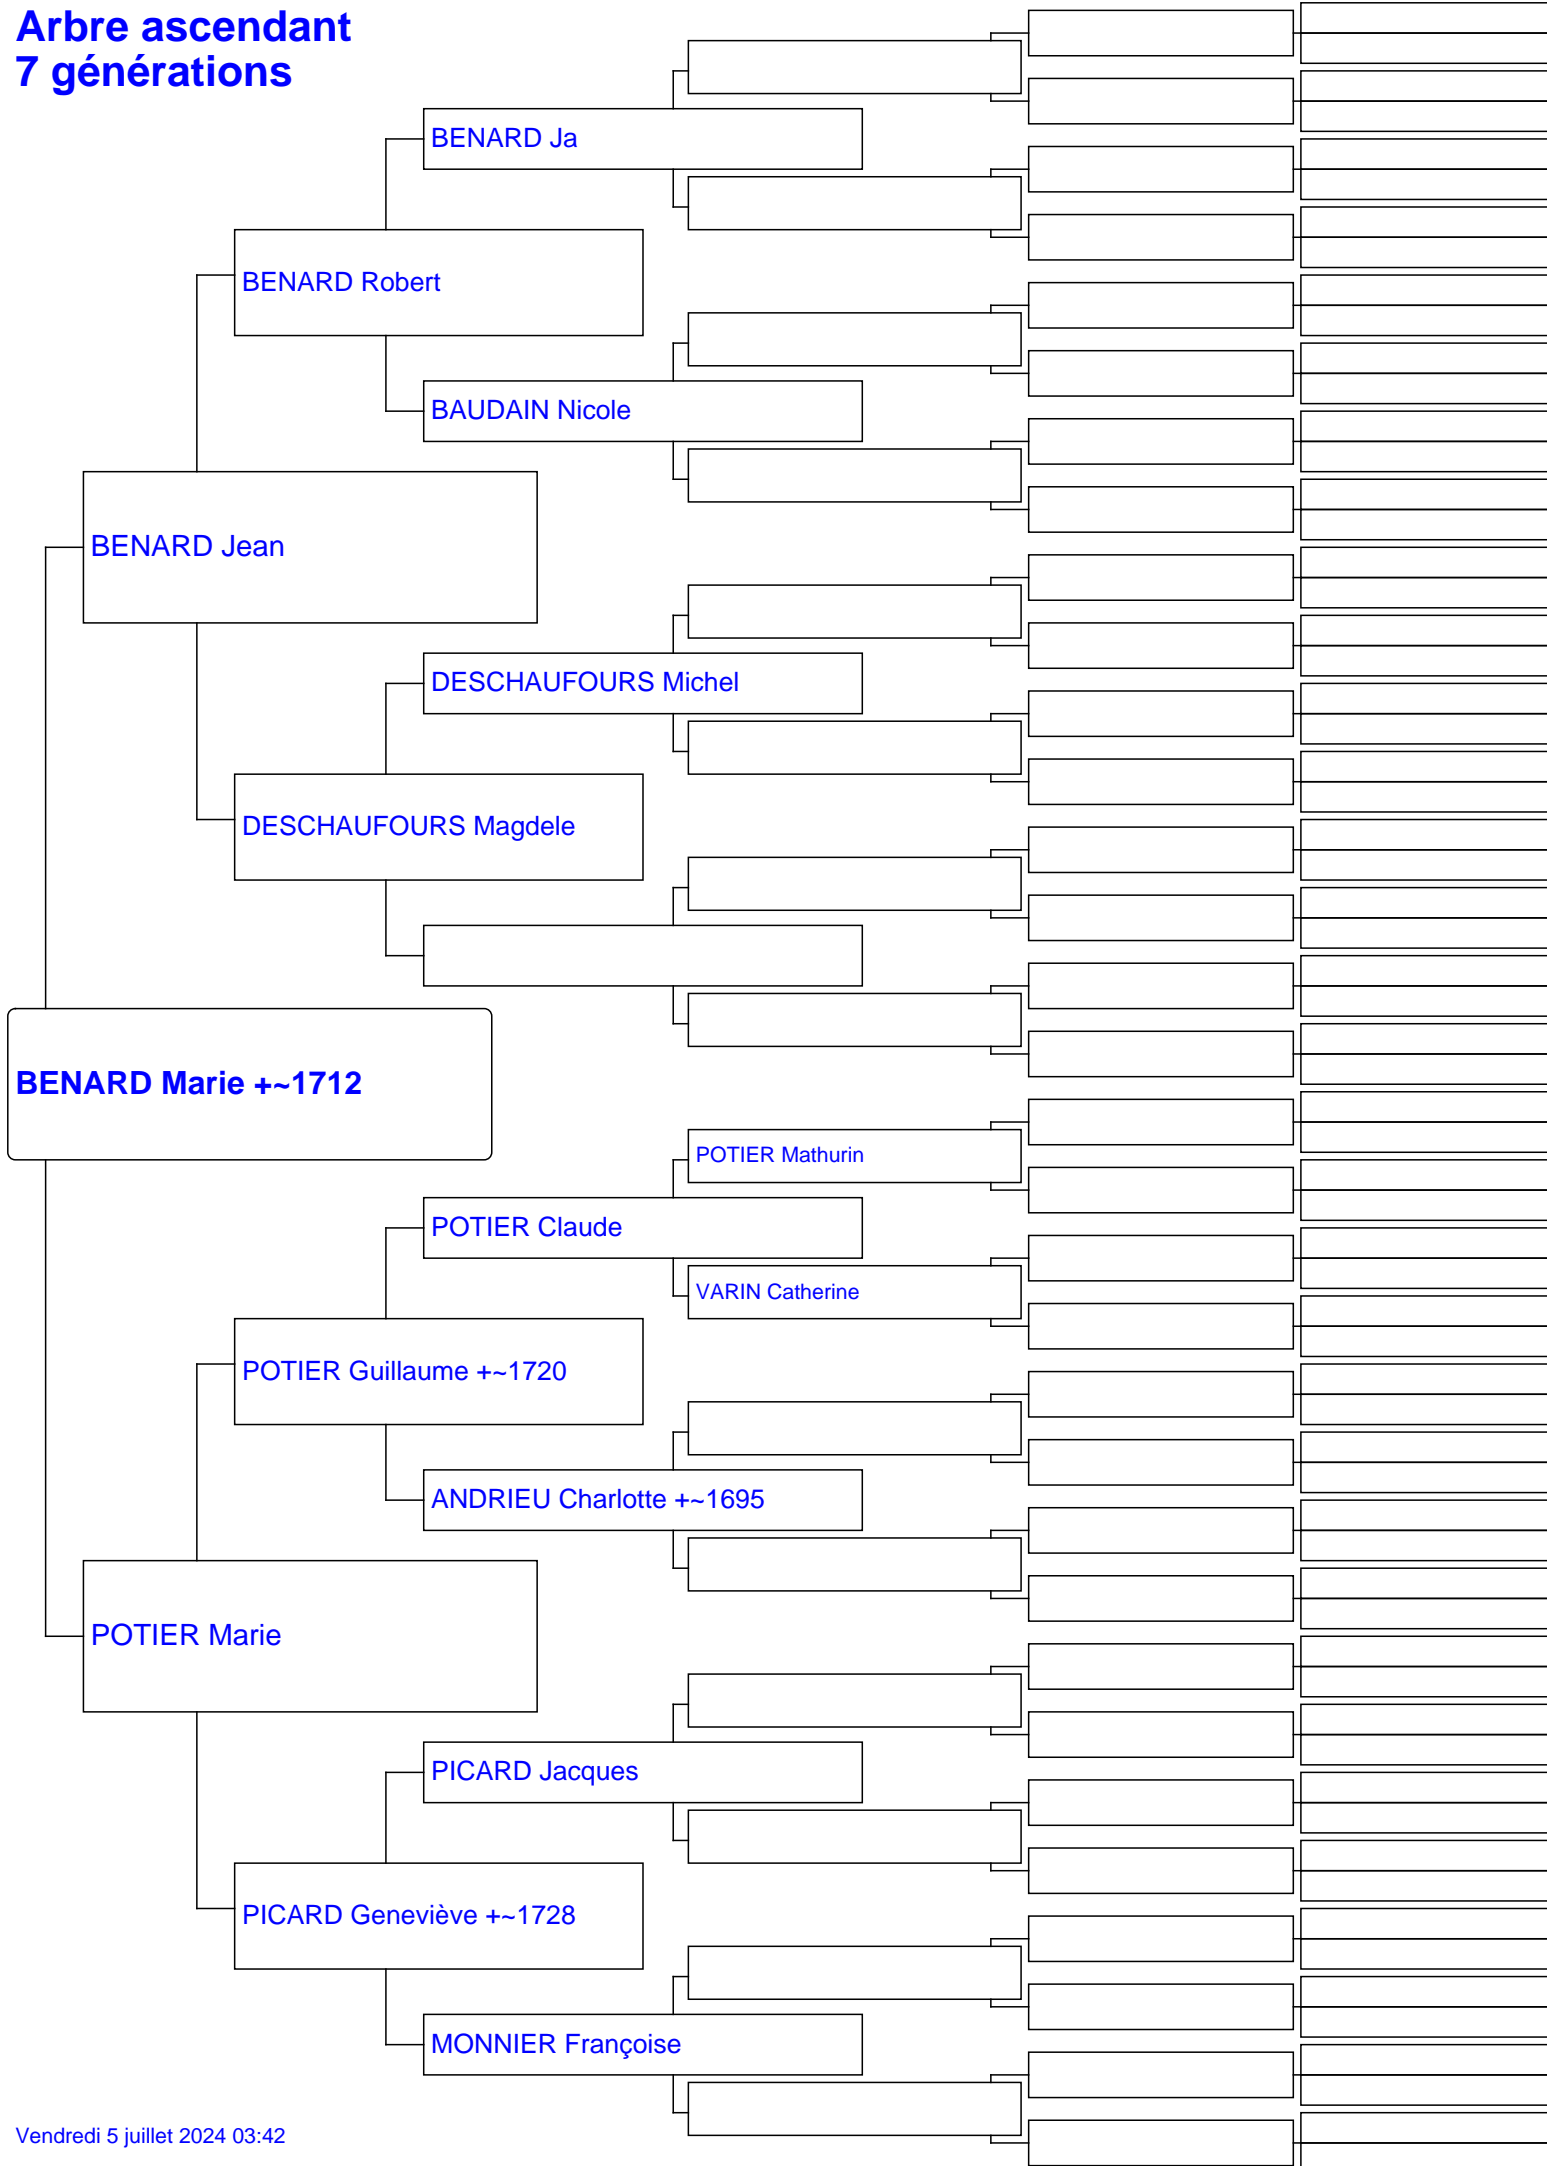 Arbre ascendant
7 générations
BENARD Ja
BENARD Robert
BAUDAIN Nicole
BENARD Jean
DESCHAUFOURS Michel
DESCHAUFOURS Magdele
BENARD Marie +~1712
POTIER Mathurin
POTIER Claude
VARIN Catherine
POTIER Guillaume +~1720
ANDRIEU Charlotte +~1695
POTIER Marie
PICARD Jacques
PICARD Geneviève +~1728
MONNIER Françoise
Vendredi 5 juillet 2024 03:42